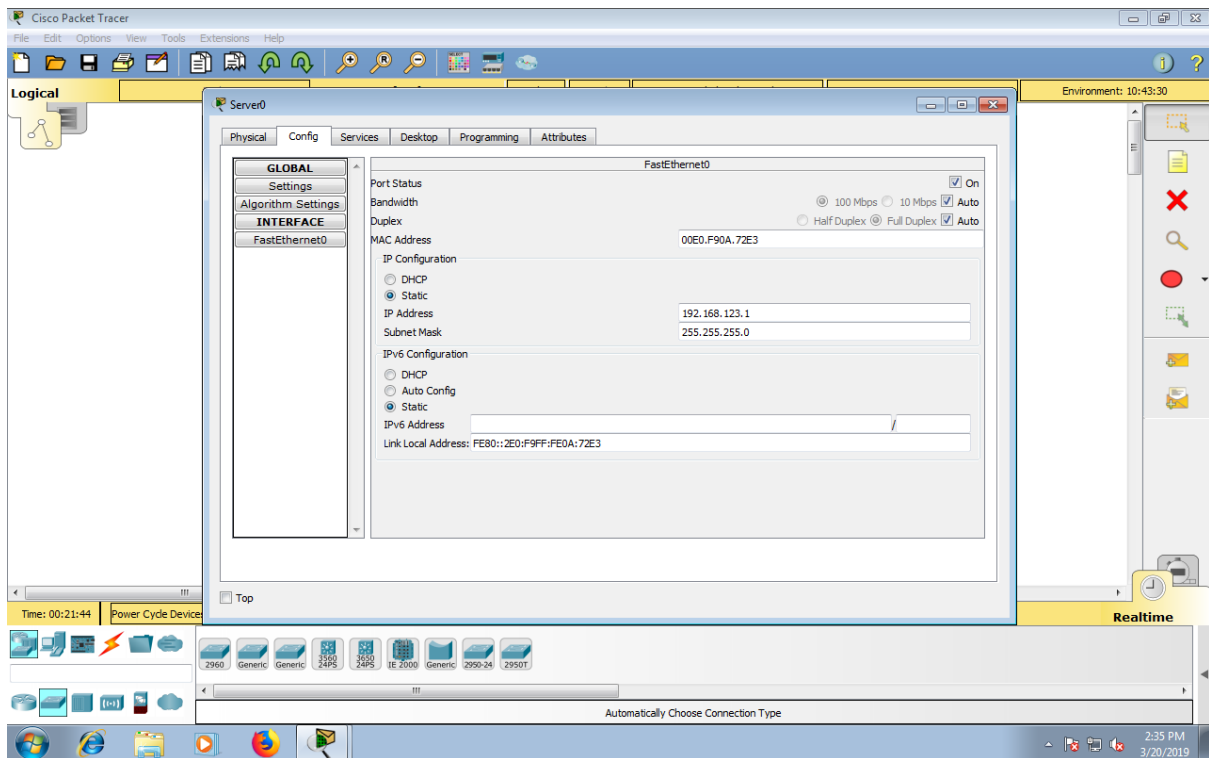 Cisco Packet Tracer
File Edit Options View Tools Extensions Help
Logical
Environment: 10:43:30
Server0
Physical Config Services Desktop Programming Attributes
GLOBAL
Settings
Algorithm Settings
INTERFACE
FastEthernet0
FastEthernet0
Port Status On
Bandwidth 100 Mbps 10 Mbps Auto
Duplex Half Duplex Full Duplex Auto
MAC Address 00E0.F90A.72E3
IP Configuration
DHCP
Static
IP Address 192.168.123.1
Subnet Mask 255.255.255.0
IPv6 Configuration
DHCP
Auto Config
Static
IPv6 Address /
Link Local Address: FE80::2E0:F9FF:FE0A:72E3
Top
Time: 00:21:44 Power Cycle Devices
Realtime
2960 Generic Generic 3560 24PS 3650 24PS IE 2000 Generic 2950-24 2950T
Automatically Choose Connection Type
2:35 PM
3/20/2019